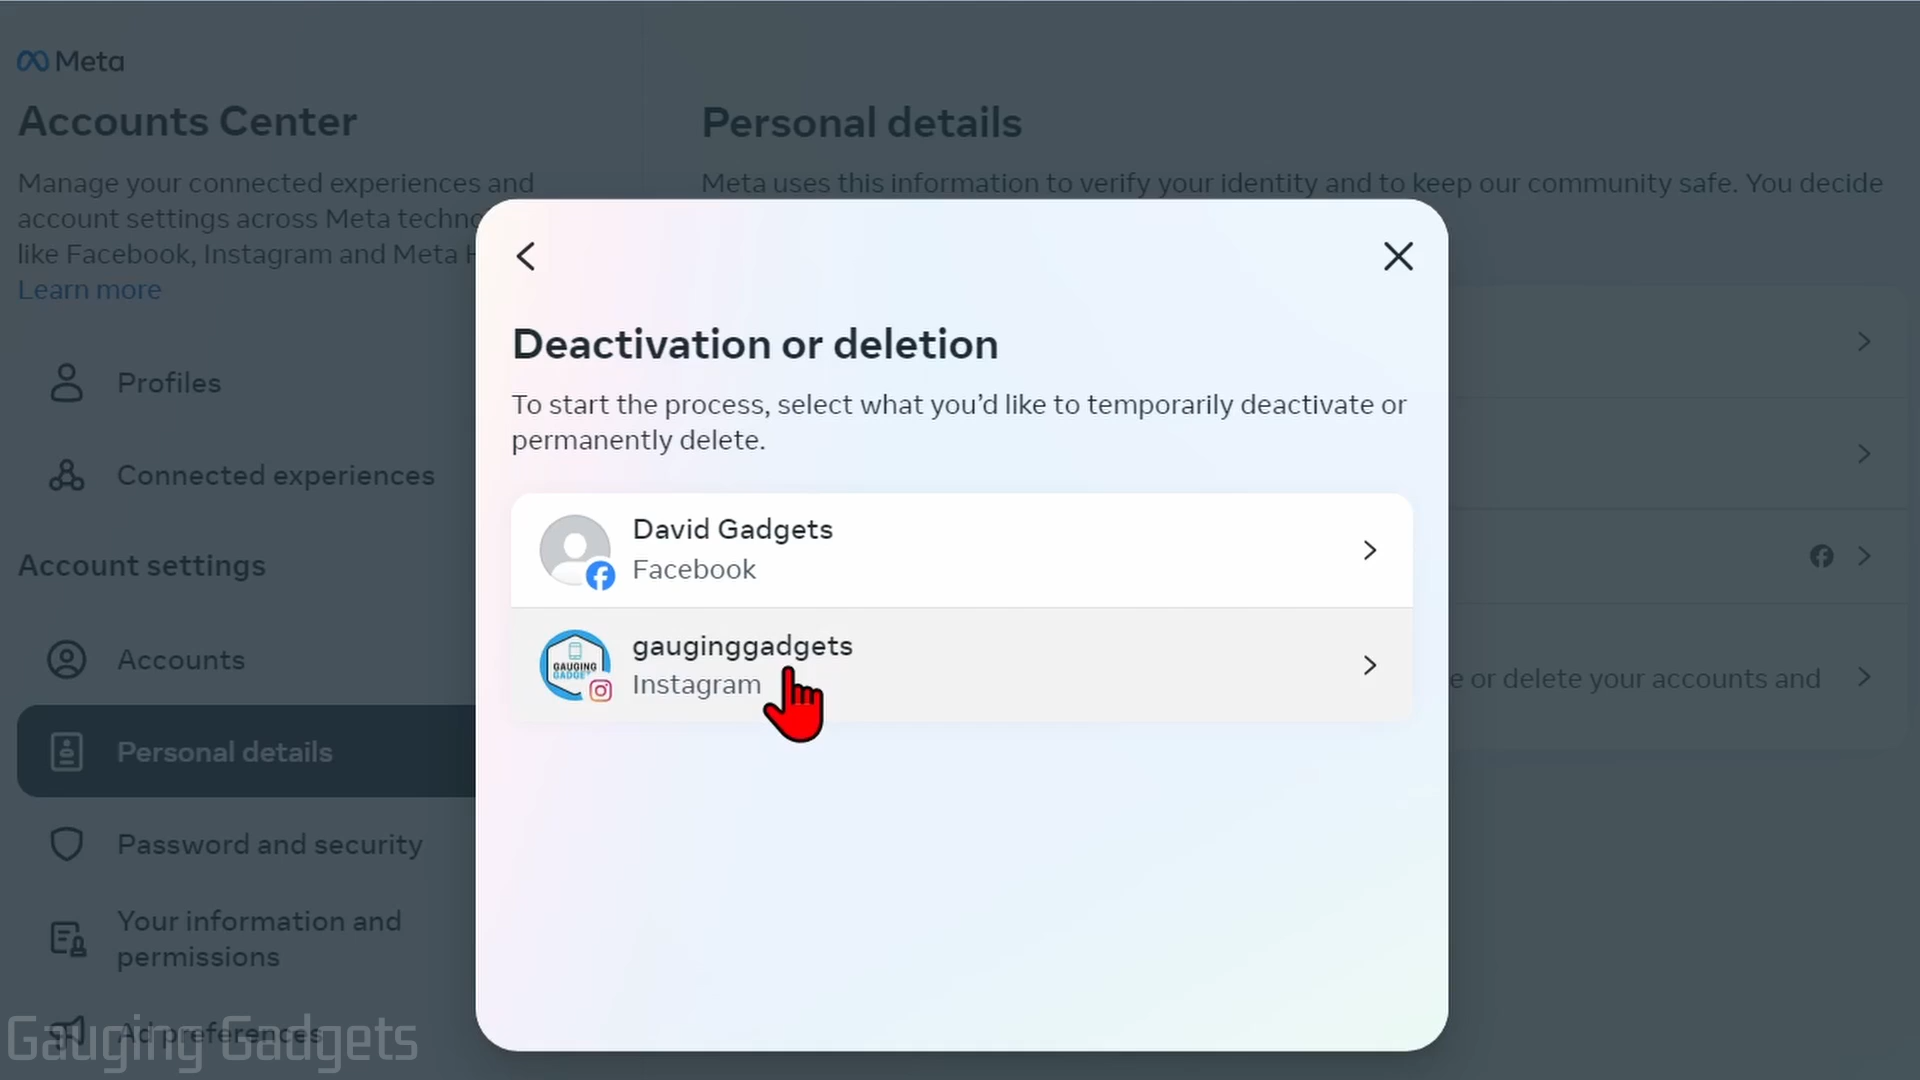 Meta
Accounts Center
Manage your connected experiences and
account settings across Meta techno
like Facebook, Instagram and Meta H
Learn more
Profiles
Connected experiences
Account settings
Accounts
Personal details
Password and security
Your information and
permissions
Ad preferences
Personal details
Meta uses this information to verify your identity and to keep our community safe. You decide
e or delete your accounts and
Deactivation or deletion
To start the process, select what you’d like to temporarily deactivate or
permanently delete.
David Gadgets
Facebook
GAUGING
gauginggadgets
Instagram
Gauging Gadgets